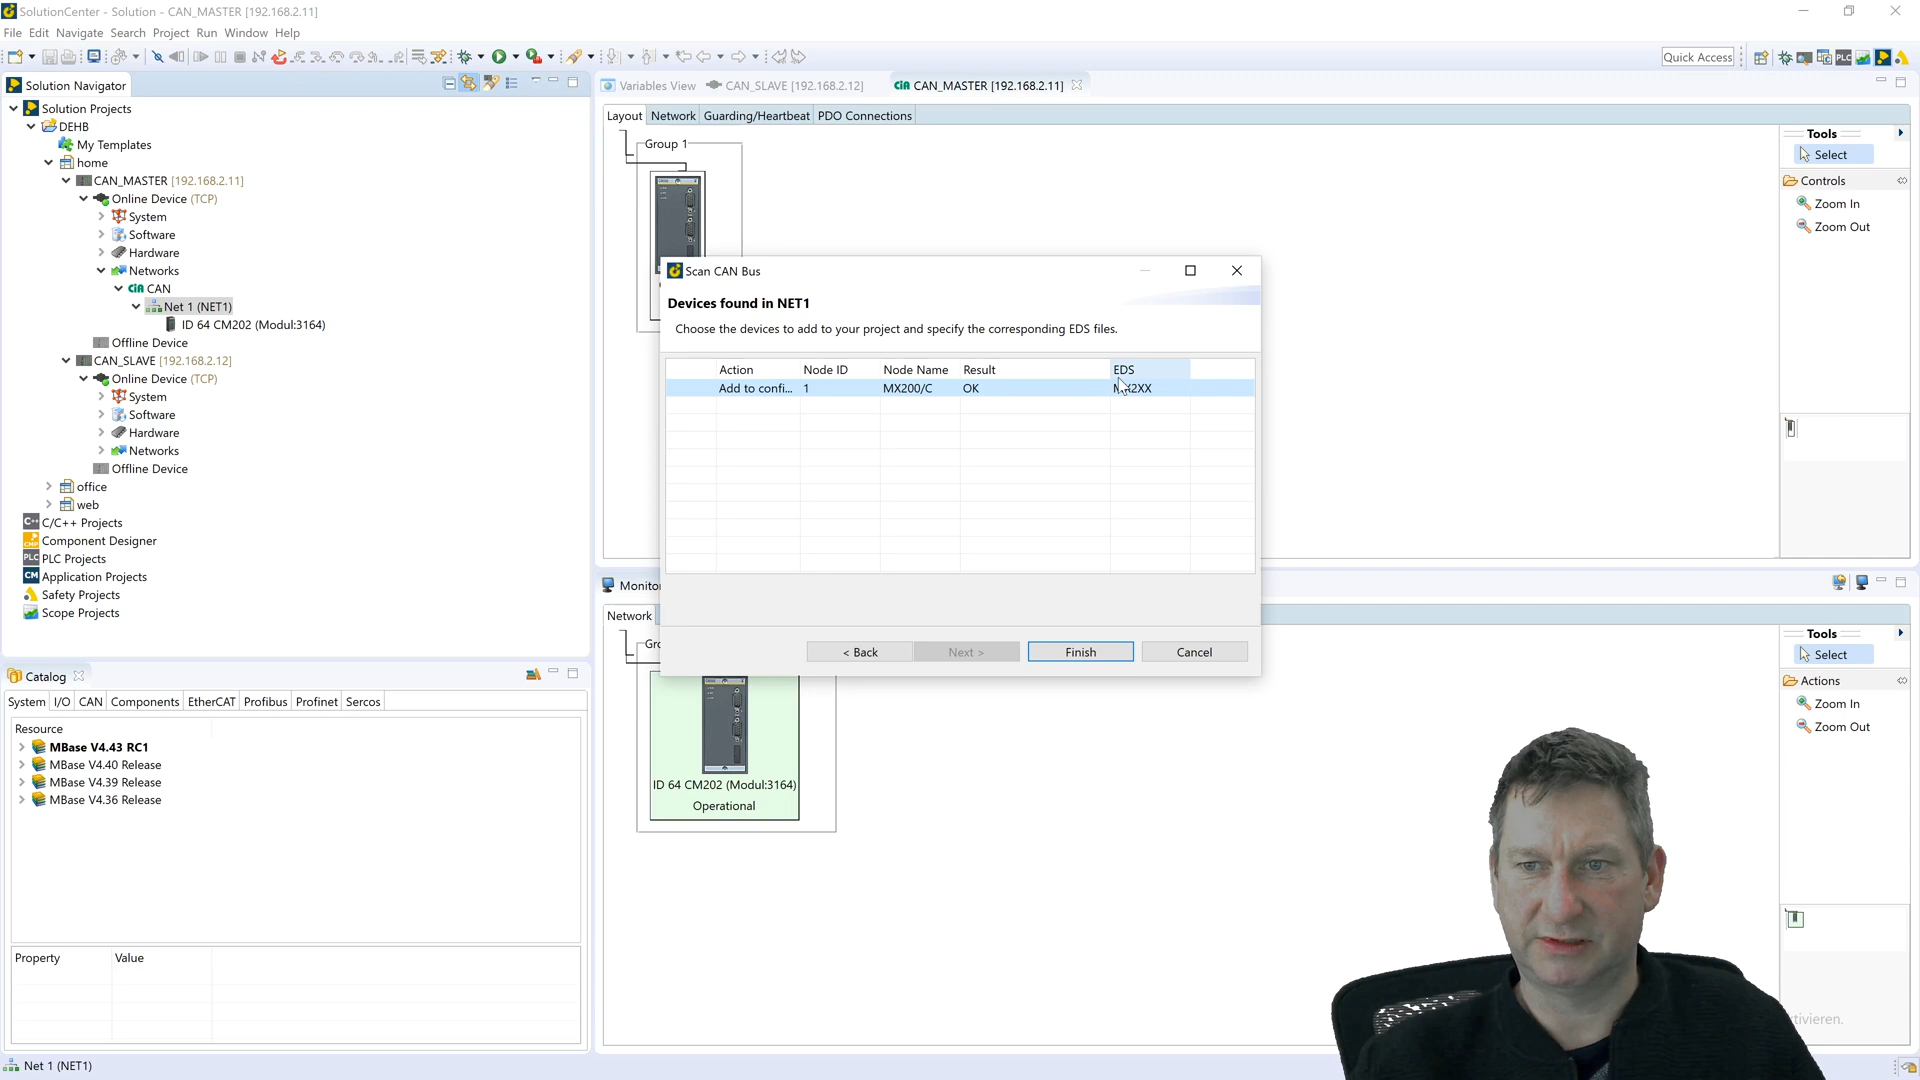 SolutionCenter - Solution - CAN_MASTER [192.168.2.11]
File Edit Navigate Search Project Run Window Help
Quick Access
Solution Navigator
Solution Projects
DEHB
My Templates
home
CAN_MASTER [192.168.2.11]
Online Device (TCP)
System
Software
Hardware
Networks
CiA CAN
Net 1 (NET1)
ID 64 CM202 (Modul:3164)
Offline Device
CAN_SLAVE [192.168.2.12]
Online Device (TCP)
System
Software
Hardware
Networks
Offline Device
office
web
C/C++ Projects
Component Designer
PLC Projects
Application Projects
Safety Projects
Scope Projects
Catalog
System I/O CAN Components EtherCAT Profibus Profinet Sercos
Resource
MBase V4.43 RC1
MBase V4.40 Release
MBase V4.39 Release
MBase V4.36 Release
Property Value
Net 1 (NET1)
Variables View CAN_SLAVE [192.168.2.12] CiA CAN_MASTER [192.168.2.11]
Layout Network Guarding/Heartbeat PDO Connections
Group 1
Tools
Select
Controls
Zoom In
Zoom Out
Scan CAN Bus
Devices found in NET1
Choose the devices to add to your project and specify the corresponding EDS files.
Action Node ID Node Name Result EDS
Add to confi... 1 MX200/C OK MX2XX
< Back Next > Finish Cancel
Network
ID 64 CM202 (Modul:3164)
Operational
Tools
Select
Actions
Zoom In
Zoom Out